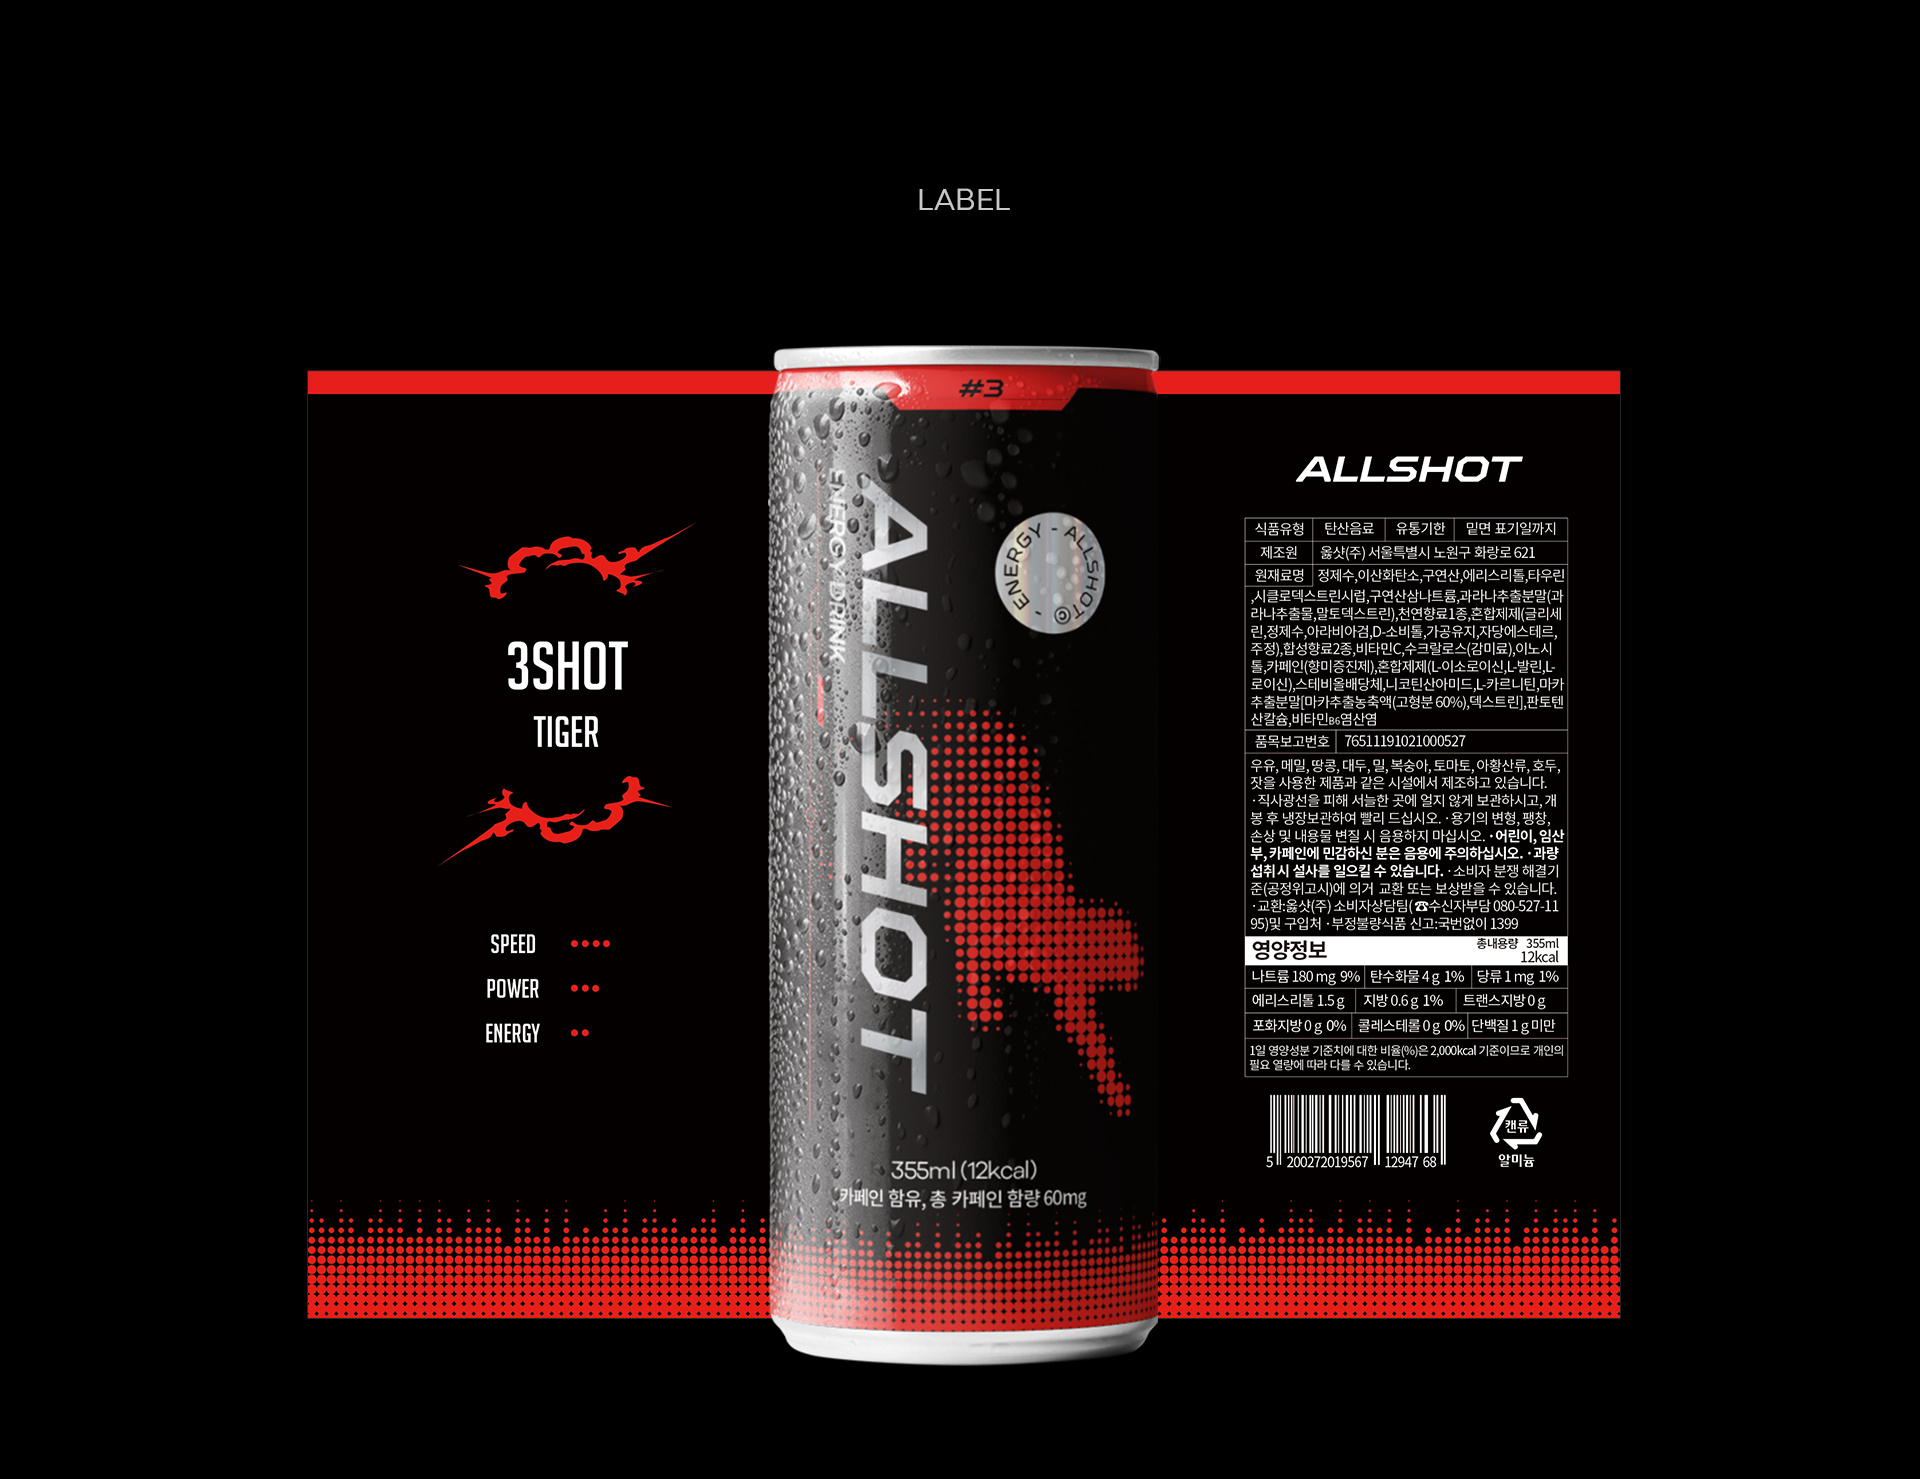 LABEL
3SHOT
TIGER
SPEED
POWER
ENERGY
#3
ALLSHOT
ENERGY DRINK
ENERGY - ALLSHOT© -
355ml (12kcal)
카페인 함유, 총 카페인 함량 60mg
ALLSHOT
식품유형 탄산음료 유통기한 밑면 표기일까지
제조원 옳샷(주) 서울특별시 노원구 화랑로 621
원재료명 정제수,이산화탄소,구연산,에리스리톨,타우린
,시클로덱스트린시럽,구연산삼나트륨,과라나추출분말(과
라나추출물,말토덱스트린),천연향료1종,혼합제제(글리세
린,정제수,아라비아검,D-소비톨,가공유지,자당에스테르,
주정),합성향료2종,비타민C,수크랄로스(감미료),이노시
톨,카페인(향미증진제),혼합제제(L-이소로이신,L-발린,L-
로이신),스테비올배당체,니코틴산아미드,L-카르니틴,마카
추출분말[마카추출농축액(고형분 60%),덱스트린],판토텐
산칼슘,비타민B6염산염
품목보고번호 76511191021000527
우유, 메밀, 땅콩, 대두, 밀, 복숭아, 토마토, 아황산류, 호두,
잣을 사용한 제품과 같은 시설에서 제조하고 있습니다.
·직사광선을 피해 서늘한 곳에 얼지 않게 보관하시고, 개
봉 후 냉장보관하여 빨리 드십시오. ·용기의 변형, 팽창,
손상 및 내용물 변질 시 음용하지 마십시오. ·어린이, 임산
부, 카페인에 민감하신 분은 음용에 주의하십시오. ·과량
섭취시 설사를 일으킬 수 있습니다. ·소비자 분쟁 해결기
준(공정위고시)에 의거 교환 또는 보상받을 수 있습니다.
·교환:옳샷(주) 소비자상담팀(☎수신자부담 080-527-11
95)및 구입처 ·부정불량식품 신고:국번없이 1399
영양정보 총내용량 355ml
12kcal
나트륨 180 mg 9% 탄수화물 4 g 1% 당류 1 mg 1%
에리스리톨 1.5 g 지방 0.6 g 1% 트랜스지방 0 g
포화지방 0 g 0% 콜레스테롤 0 g 0% 단백질 1 g 미만
1일 영양성분 기준치에 대한 비율(%)은 2,000kcal 기준이므로 개인의
필요 열량에 따라 다를 수 있습니다.
5 200272019567 12947 68
캔류
알미늄